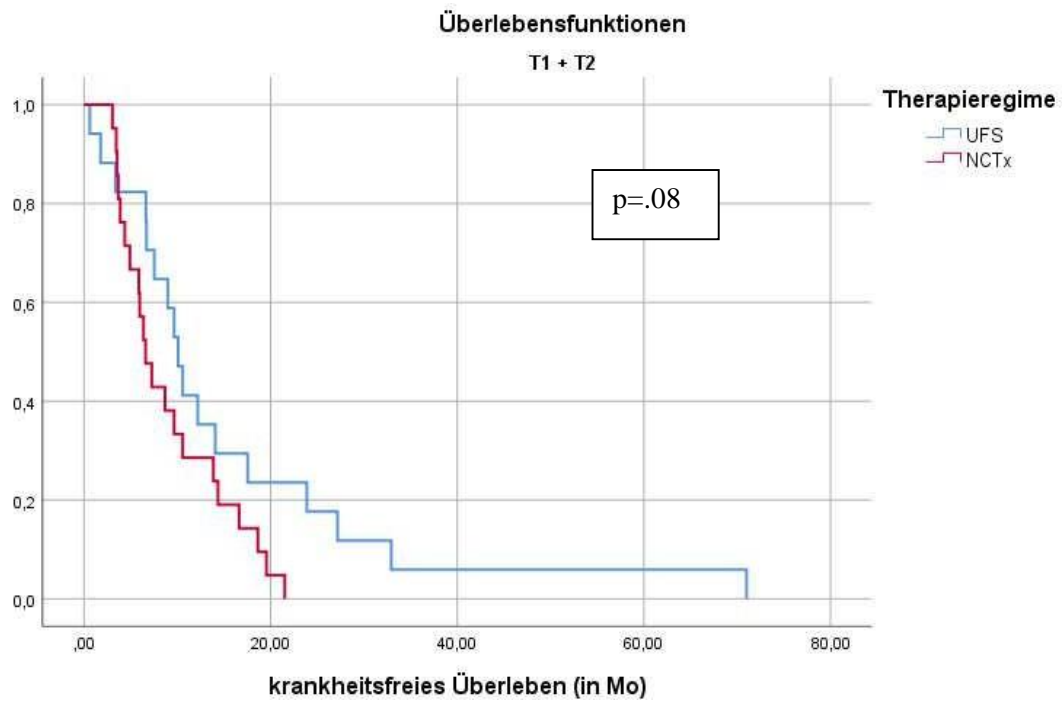 Überlebensfunktionen
T1 + T2
Therapieregime
UFS
NCTx
p=.08
1,0
0,8
0,6
0,4
0,2
0,0
,00 20,00 40,00 60,00 80,00
krankheitsfreies Überleben (in Mo)